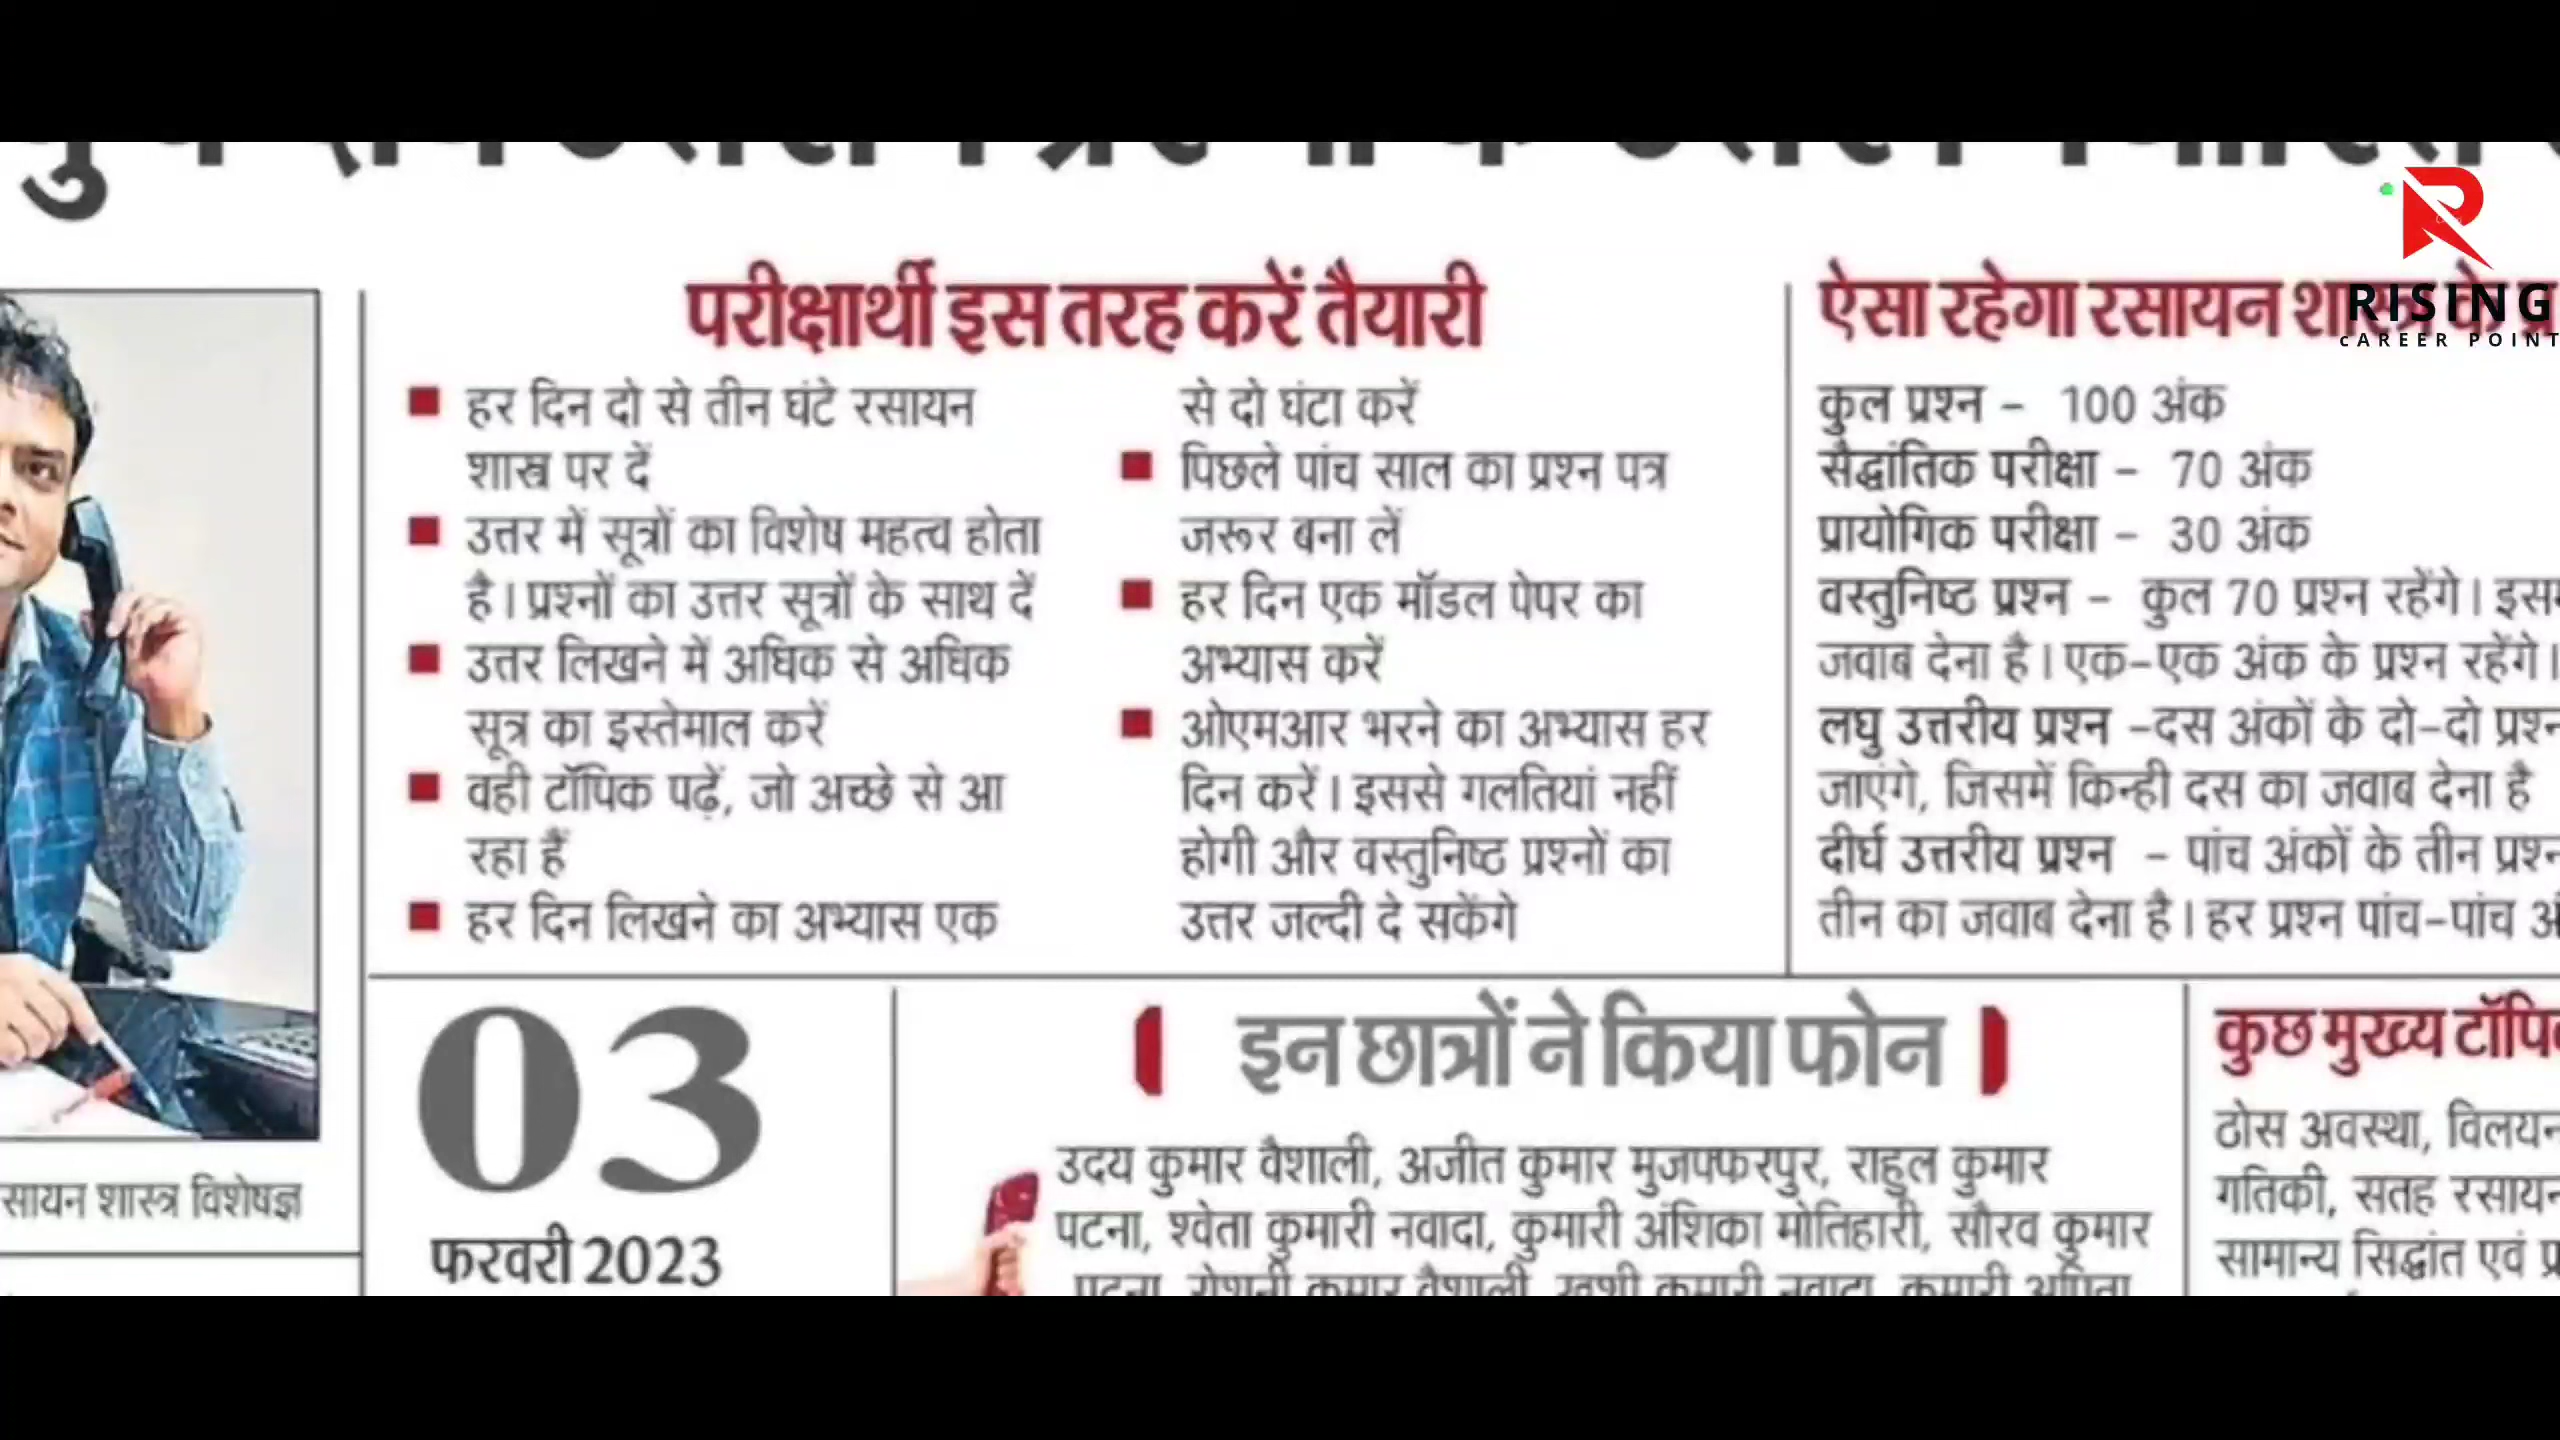 परीक्षार्थी इस तरह करें तैयारी
हर दिन दो से तीन घंटे रसायन
शास्त्र पर दें
उत्तर में सूत्रों का विशेष महत्व होता
है। प्रश्नों का उत्तर सूत्रों के साथ दें
उत्तर लिखने में अधिक से अधिक
सूत्र का इस्तेमाल करें
वही टॉपिक पढ़ें, जो अच्छे से आ
रहा हैं
हर दिन लिखने का अभ्यास एक
से दो घंटा करें
पिछले पांच साल का प्रश्न पत्र
जरूर बना लें
हर दिन एक मॉडल पेपर का
अभ्यास करें
ओएमआर भरने का अभ्यास हर
दिन करें। इससे गलतियां नहीं
होगी और वस्तुनिष्ठ प्रश्नों का
उत्तर जल्दी दे सकेंगे
ऐसा रहेगा रसायन शास्त्र के
RISING
CAREER POINT
कुल प्रश्न – 100 अंक
सैद्धांतिक परीक्षा – 70 अंक
प्रायोगिक परीक्षा – 30 अंक
वस्तुनिष्ठ प्रश्न – कुल 70 प्रश्न रहेंगे।
जवाब देना है। एक-एक अंक के प्रश्न रहेंगे।
लघु उत्तरीय प्रश्न -दस अंकों के दो-दो प्रश्न
जाएंगे, जिसमें किन्ही दस का जवाब देना है
दीर्घ उत्तरीय प्रश्न - पांच अंकों के तीन प्रश्न
तीन का जवाब देना है। हर प्रश्न पांच-पांच
सायन शास्त्र विशेषज्ञ
03
फरवरी 2023
इन छात्रों ने किया फोन
उदय कुमार वैशाली, अजीत कुमार मुजफ्फरपुर, राहुल कुमार
पटना, श्वेता कुमारी नवादा, कुमारी अंशिका मोतिहारी, सौरव कुमार
कुछ मुख्य
ठोस अवस्था,
गतिकी, सतह
सामान्य सिद्धांत एवं